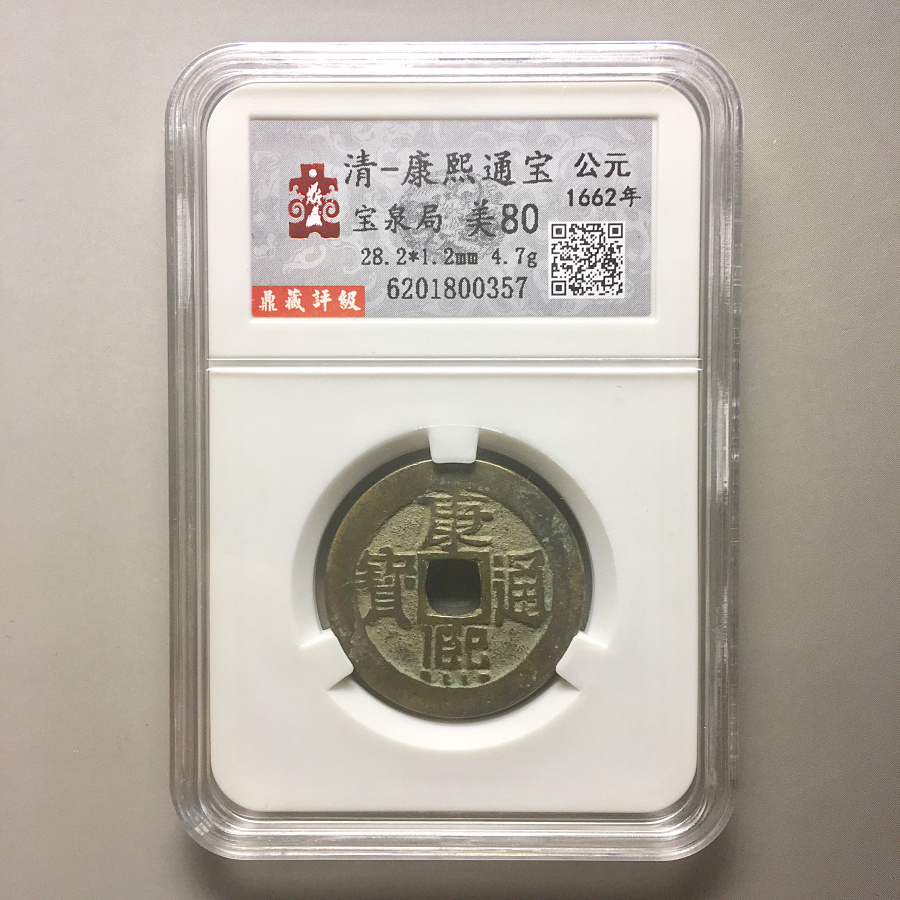 清-康熙通宝 公元
宝泉局 美80 1662年
28.2*1.2mm 4.7g
6201800357
鼎藏評級
康
寶 通
熙